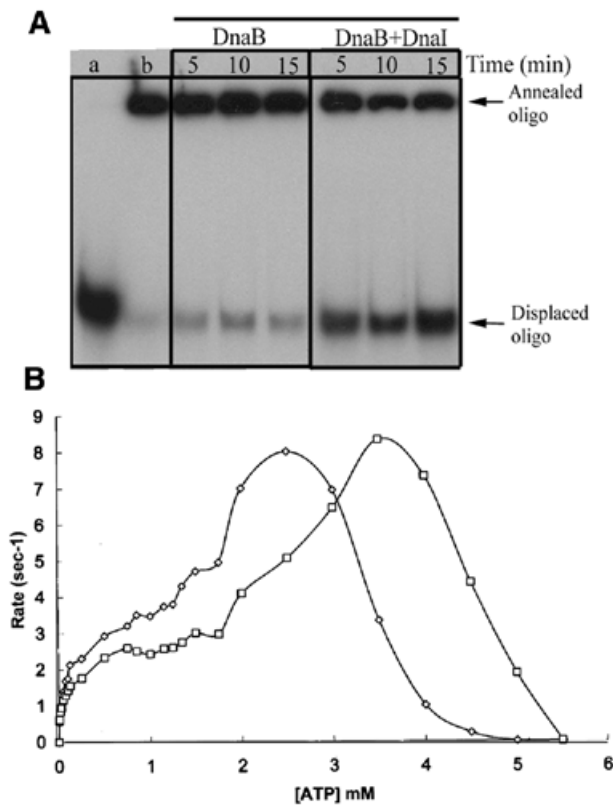 A
DnaB DnaB+DnaI
a b 5 10 15 5 10 15 Time (min)
Annealed
oligo
Displaced
oligo
B
9
8
7
6
5
4
3
2
1
0
Rate (sec-1)
0 1 2 3 4 5 6
[ATP] mM